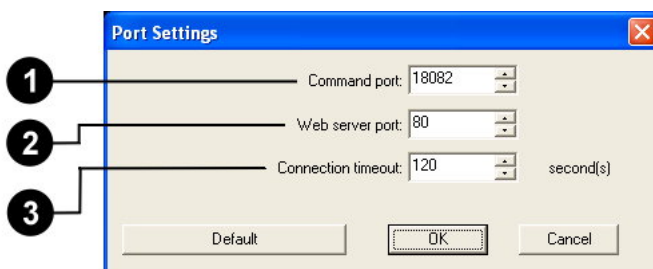 Port Settings
1
Command port: 18082
2
Web server port: 80
3
Connection timeout: 120 second(s)
Default OK Cancel